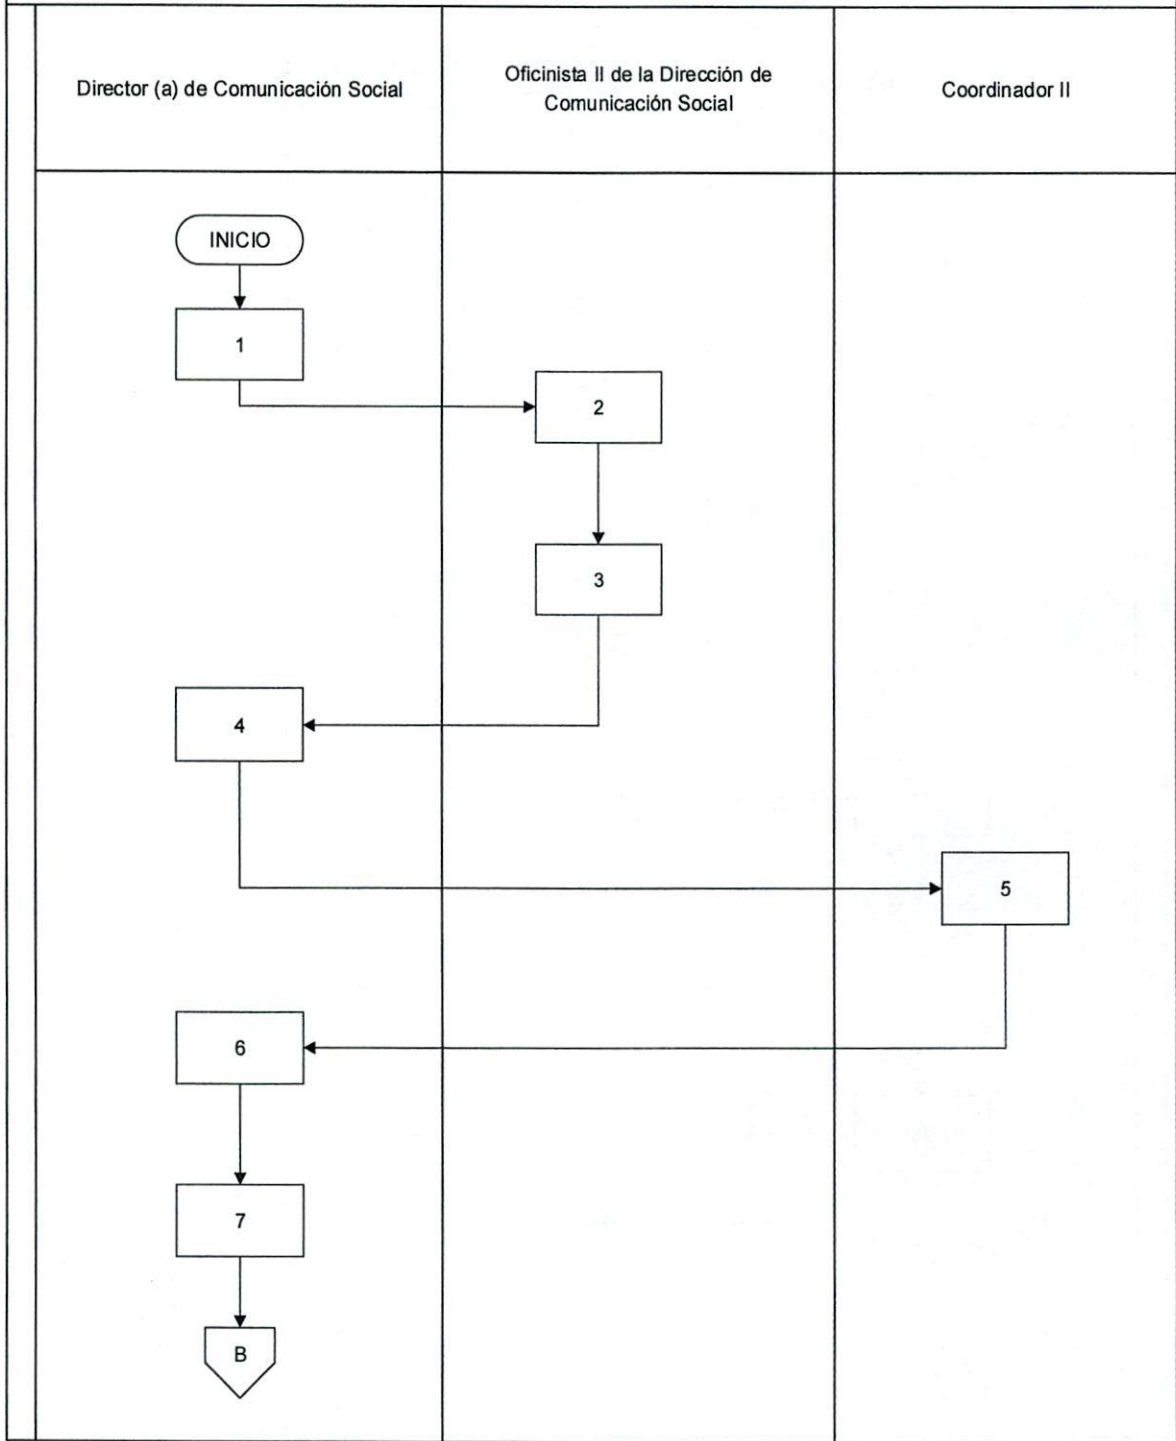 Director (a) de Comunicación Social
Oficinista II de la Dirección de
Comunicación Social
Coordinador II
INICIO
1
2
3
4
5
6
7
B